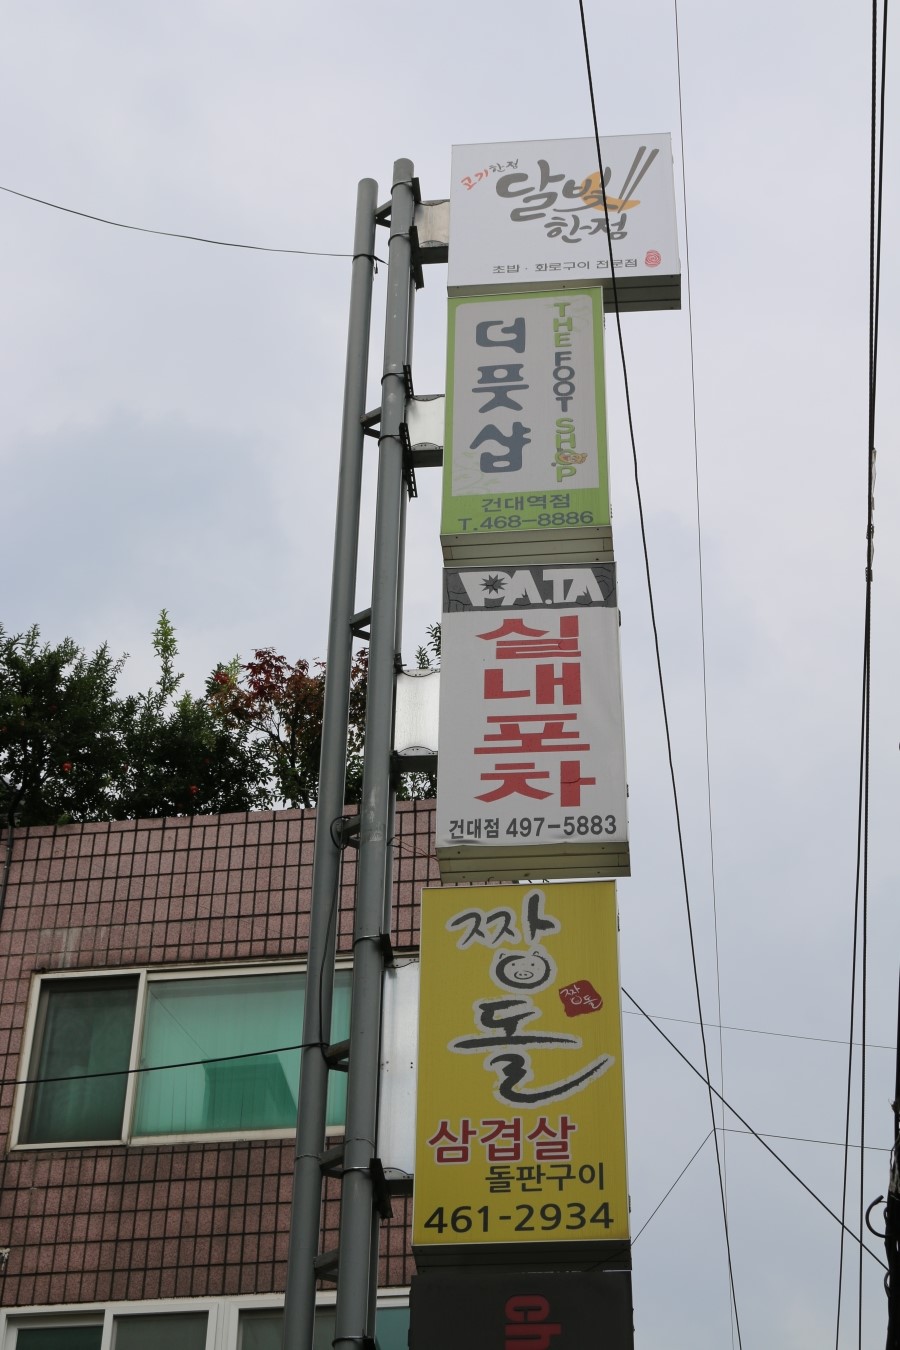 고기한점
달빛
한점
초밥 · 화로구이 전문점
더풋샵
THE FOOT SHOP
건대역점
T.468-8886
PA.TA
실내포차
건대점 497-5883
짱돌
짱돌
삼겹살
돌판구이
461-2934